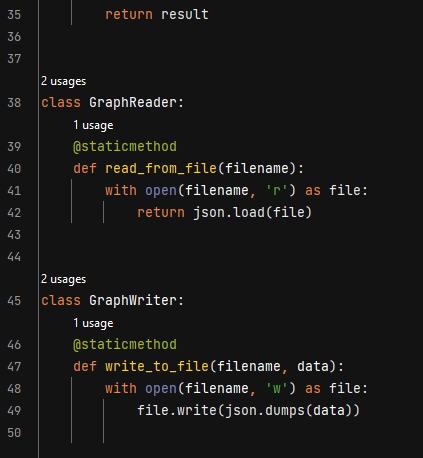 35 return result
36
37
2 usages
38 class GraphReader:
1 usage
39 @staticmethod
40 def read_from_file(filename):
41 with open(filename, 'r') as file:
42 return json.load(file)
43
44
2 usages
45 class GraphWriter:
1 usage
46 @staticmethod
47 def write_to_file(filename, data):
48 with open(filename, 'w') as file:
49 file.write(json.dumps(data))
50